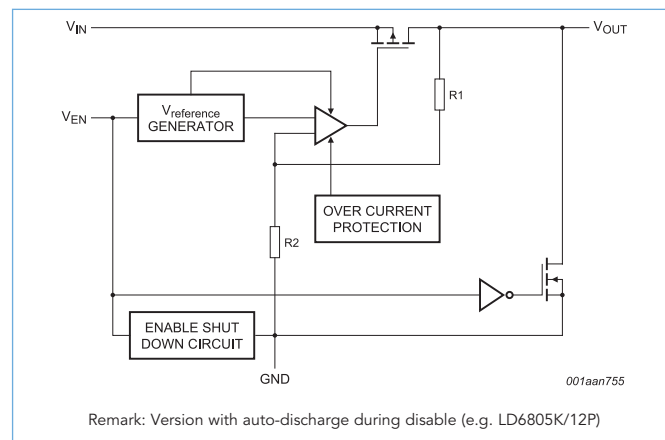 VIN
VOUT
R1
Vreference
GENERATOR
VEN
OVER CURRENT
PROTECTION
R2
ENABLE SHUT
DOWN CIRCUIT
GND
001aan755
Remark: Version with auto-discharge during disable (e.g. LD6805K/12P)